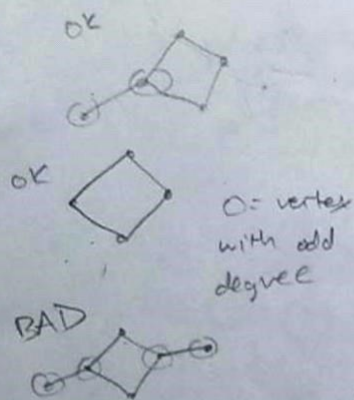 OK
OK
O = vertex
with odd
degree
BAD